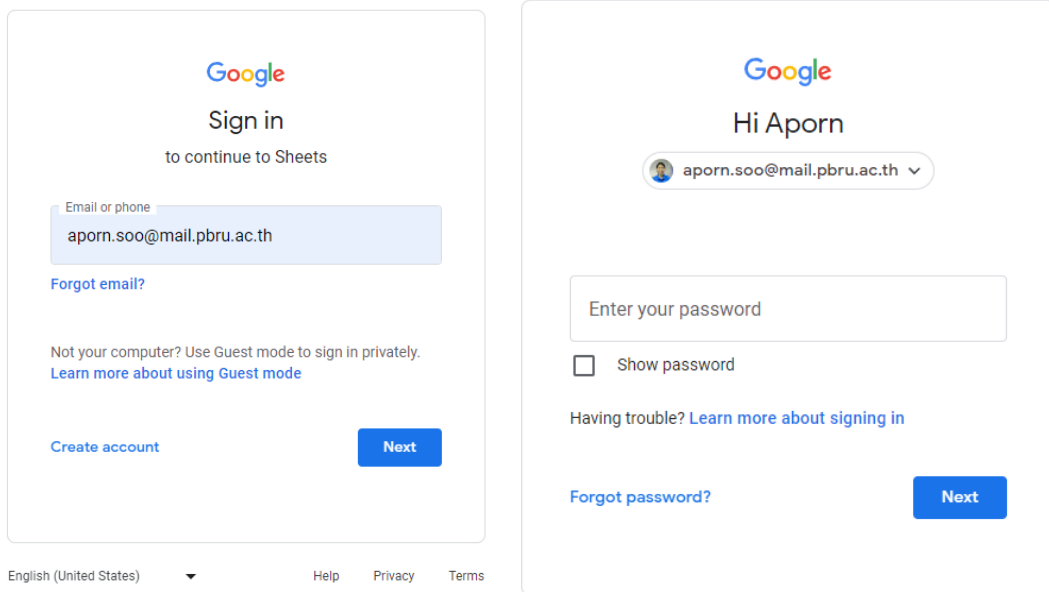 Google
Sign in
to continue to Sheets
Email or phone
aporn.soo@mail.pbru.ac.th
Forgot email?
Not your computer? Use Guest mode to sign in privately.
Learn more about using Guest mode
Create account
Next
English (United States)
Help
Privacy
Terms
Google
Hi Aporn
aporn.soo@mail.pbru.ac.th
Enter your password
Show password
Having trouble? Learn more about signing in
Forgot password?
Next